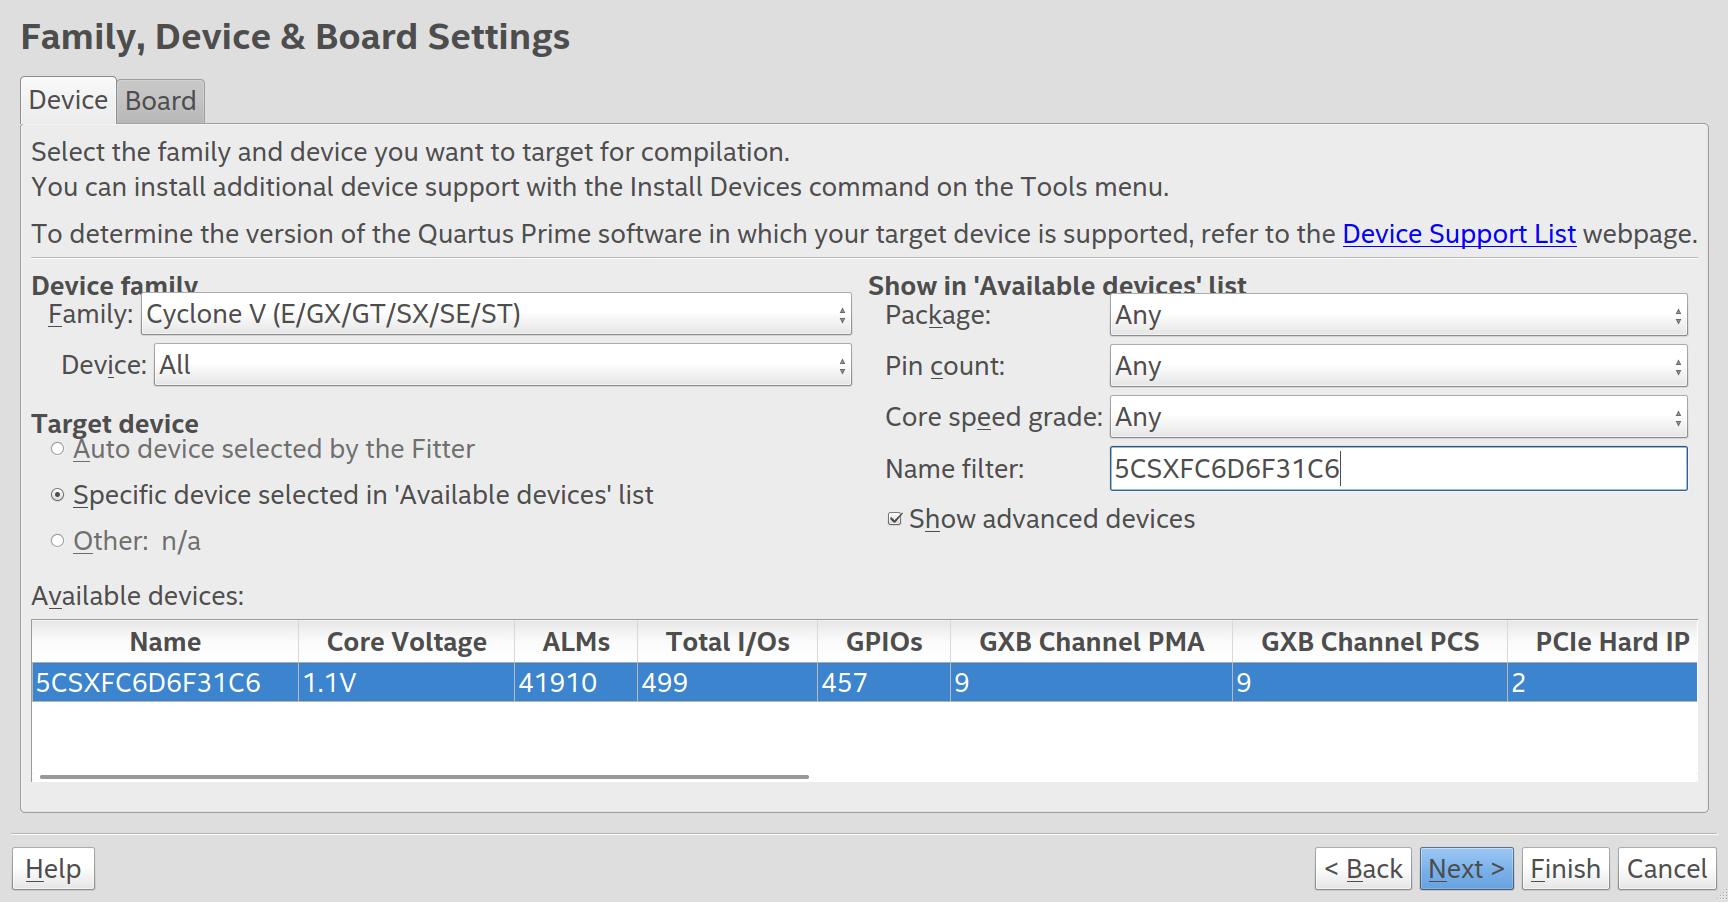 Family, Device & Board Settings
Device Board
Select the family and device you want to target for compilation.
You can install additional device support with the Install Devices command on the Tools menu.
To determine the version of the Quartus Prime software in which your target device is supported, refer to the Device Support List webpage.
Device family
Family: Cyclone V (E/GX/GT/SX/SE/ST)
Device: All
Target device
Auto device selected by the Fitter
Specific device selected in 'Available devices' list
Other: n/a
Show in 'Available devices' list
Package: Any
Pin count: Any
Core speed grade: Any
Name filter: 5CSXFC6D6F31C6
Show advanced devices
Available devices:
Name Core Voltage ALMs Total I/Os GPIOs GXB Channel PMA GXB Channel PCS PCIe Hard IP
5CSXFC6D6F31C6 1.1V 41910 499 457 9 9 2
Help < Back Next > Finish Cancel